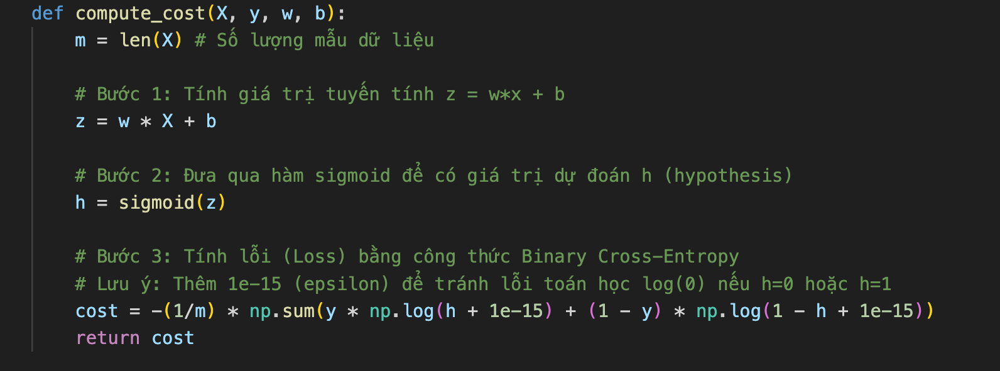 def compute_cost(X, y, w, b):
    m = len(X) # Số lượng mẫu dữ liệu

    # Bước 1: Tính giá trị tuyến tính z = w*x + b
    z = w * X + b

    # Bước 2: Đưa qua hàm sigmoid để có giá trị dự đoán h (hypothesis)
    h = sigmoid(z)

    # Bước 3: Tính lỗi (Loss) bằng công thức Binary Cross-Entropy
    # Lưu ý: Thêm 1e-15 (epsilon) để tránh lỗi toán học log(0) nếu h=0 hoặc h=1
    cost = -(1/m) * np.sum(y * np.log(h + 1e-15) + (1 - y) * np.log(1 - h + 1e-15))
    return cost